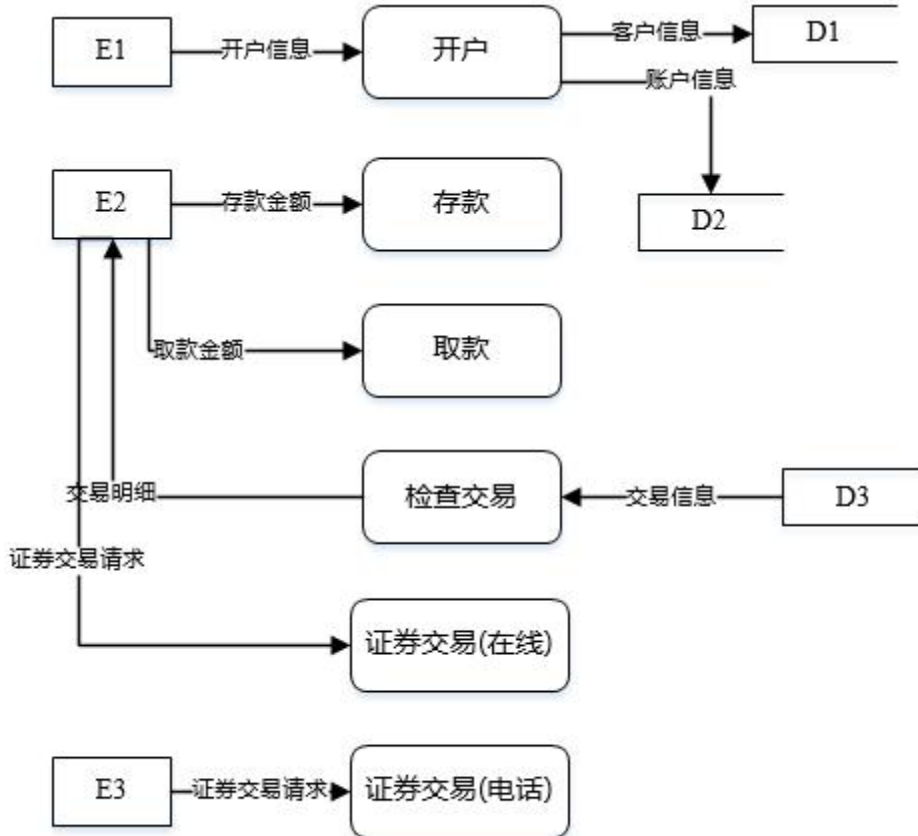 E1
开户信息
开户
客户信息
D1
账户信息
E2
存款金额
存款
D2
取款金额
取款
交易明细
检查交易
交易信息
D3
证券交易请求
证券交易(在线)
E3
证券交易请求
证券交易(电话)